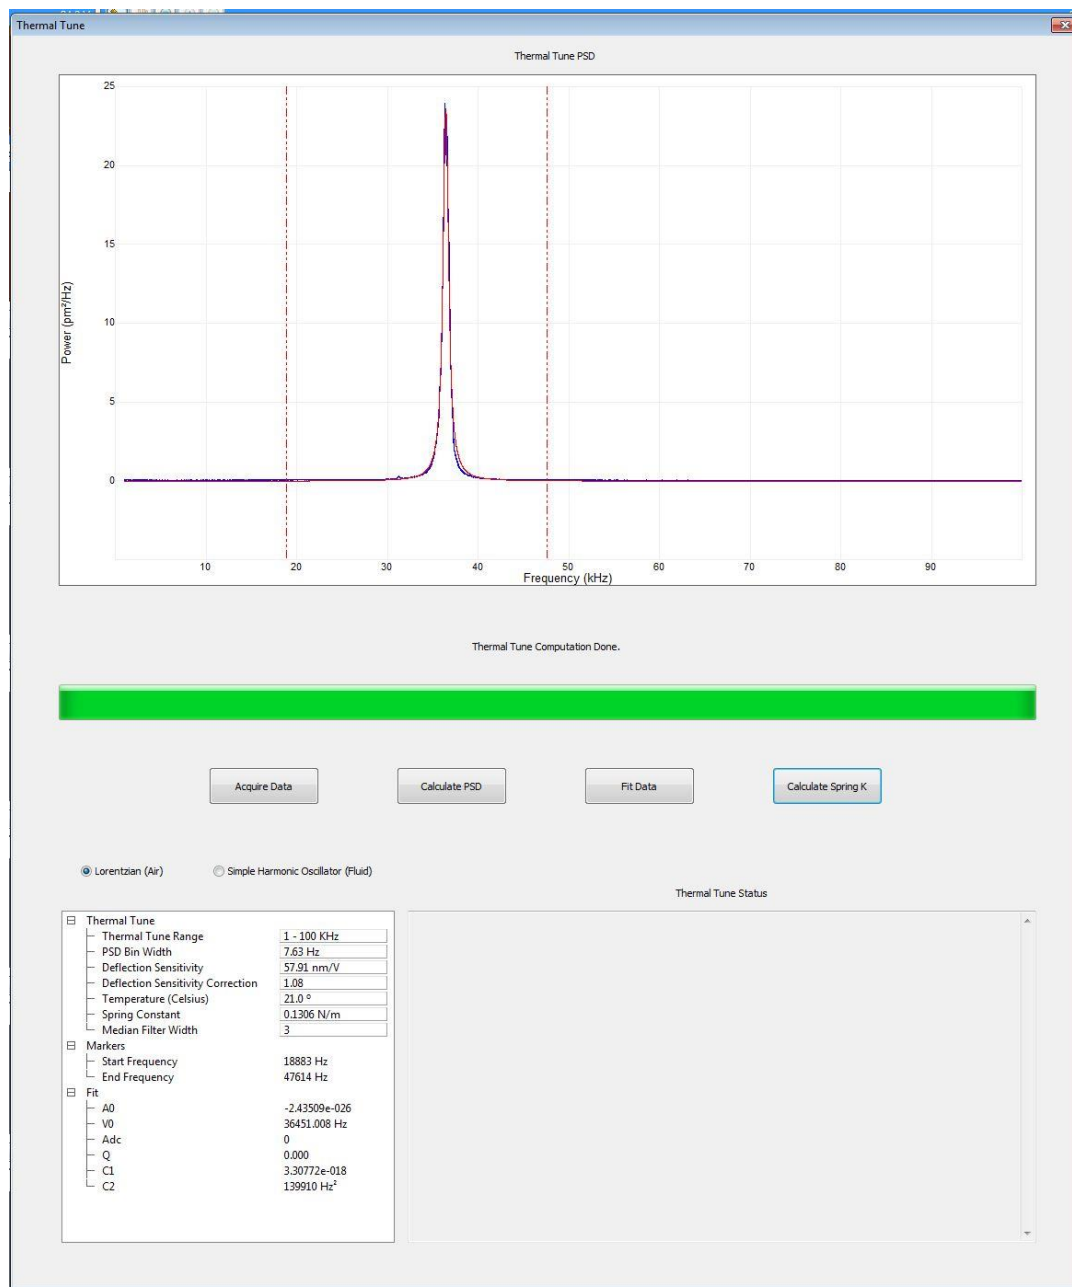 Thermal Tune
Thermal Tune PSD
25
20
15
10
5
0
Power (pm²/Hz)
10 20 30 40 50 60 70 80 90
Frequency (kHz)
Thermal Tune Computation Done.
Acquire Data Calculate PSD Fit Data Calculate Spring K
Lorentzian (Air) Simple Harmonic Oscillator (Fluid)
Thermal Tune Status
Thermal Tune
Thermal Tune Range 1 - 100 KHz
PSD Bin Width 7.63 Hz
Deflection Sensitivity 57.91 nm/V
Deflection Sensitivity Correction 1.08
Temperature (Celsius) 21.0 º
Spring Constant 0.1306 N/m
Median Filter Width 3
Markers
Start Frequency 18883 Hz
End Frequency 47614 Hz
Fit
A0 -2.43509e-026
V0 36451.008 Hz
Adc 0
Q 0.000
C1 3.30772e-018
C2 139910 Hz²